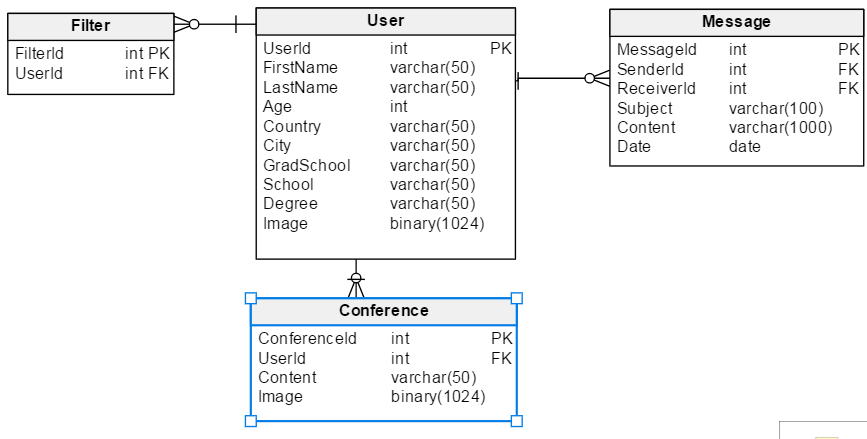 Filter
FilterId int PK
UserId int FK
User
UserId int PK
FirstName varchar(50)
LastName varchar(50)
Age int
Country varchar(50)
City varchar(50)
GradSchool varchar(50)
School varchar(50)
Degree varchar(50)
Image binary(1024)
Message
MessageId int PK
SenderId int FK
ReceiverId int FK
Subject varchar(100)
Content varchar(1000)
Date date
Conference
ConferenceId int PK
UserId int FK
Content varchar(50)
Image binary(1024)